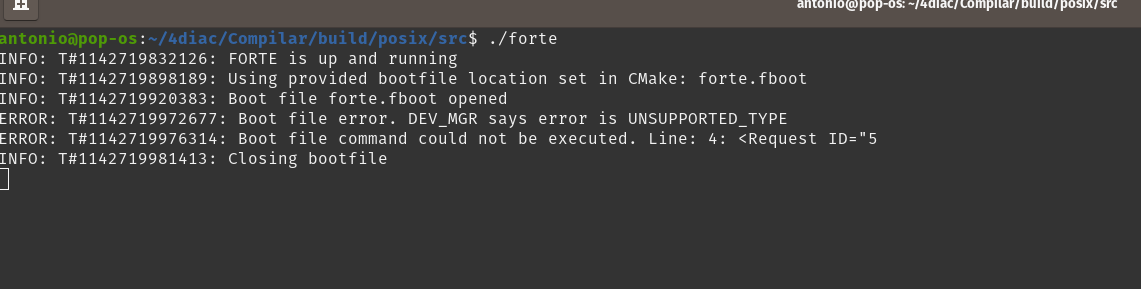 antonio@pop-os: ~/4diac/Compilar/build/posix/src
antonio@pop-os:~/4diac/Compilar/build/posix/src$ ./forte
INFO: T#1142719832126: FORTE is up and running
INFO: T#1142719898189: Using provided bootfile location set in CMake: forte.fboot
INFO: T#1142719920383: Boot file forte.fboot opened
ERROR: T#1142719972677: Boot file error. DEV_MGR says error is UNSUPPORTED_TYPE
ERROR: T#1142719976314: Boot file command could not be executed. Line: 4: <Request ID="5
INFO: T#1142719981413: Closing bootfile